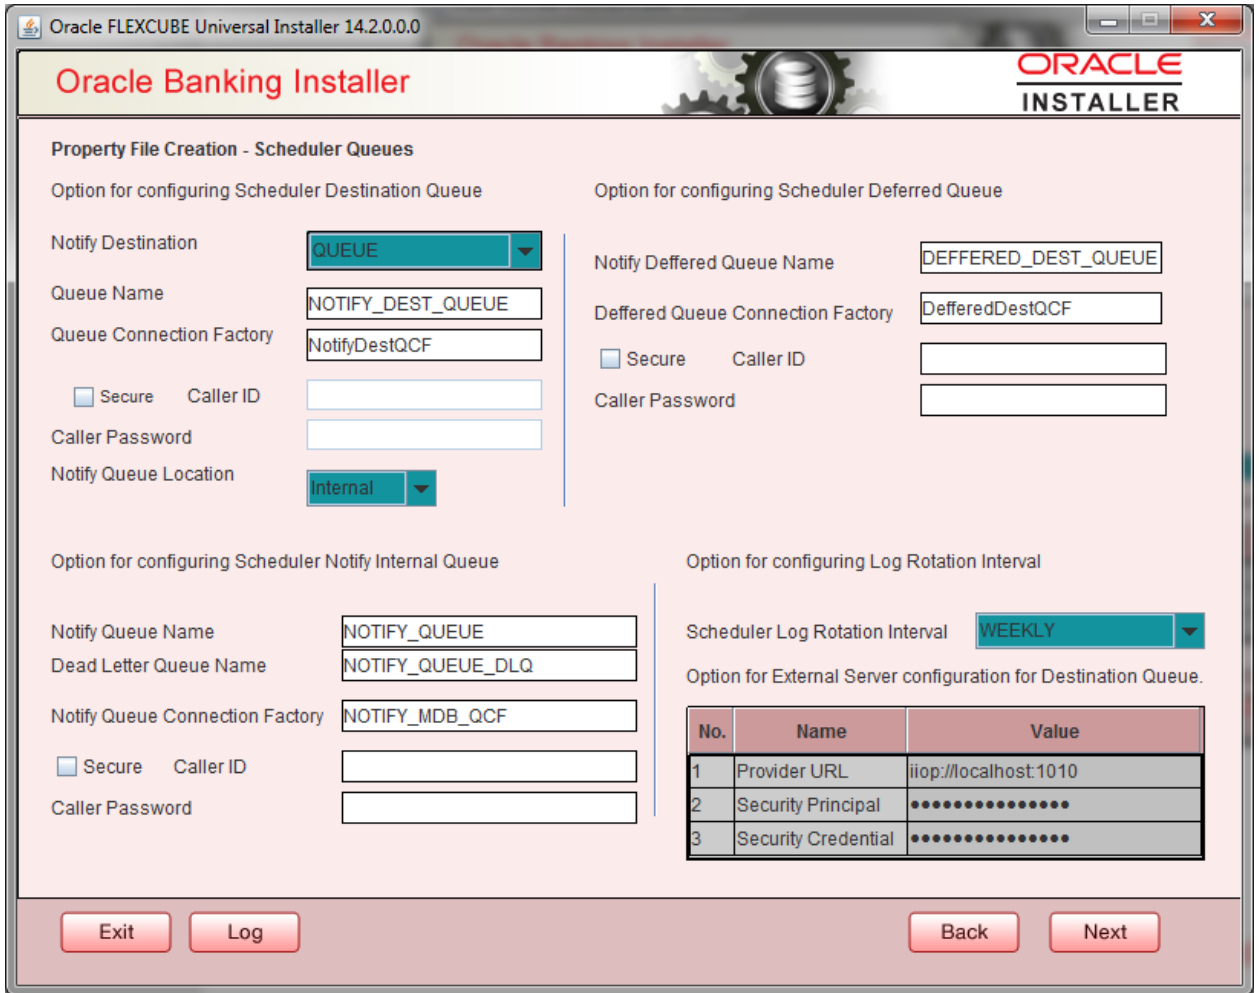 Oracle FLEXCUBE Universal Installer 14.2.0.0.0
Oracle Banking Installer
ORACLE
INSTALLER
Property File Creation - Scheduler Queues
Option for configuring Scheduler Destination Queue
Notify Destination QUEUE
Queue Name NOTIFY_DEST_QUEUE
Queue Connection Factory NotifyDestQCF
Secure Caller ID
Caller Password
Notify Queue Location Internal
Option for configuring Scheduler Deferred Queue
Notify Deffered Queue Name DEFFERED_DEST_QUEUE
Deffered Queue Connection Factory DefferedDestQCF
Secure Caller ID
Caller Password
Option for configuring Scheduler Notify Internal Queue
Notify Queue Name NOTIFY_QUEUE
Dead Letter Queue Name NOTIFY_QUEUE_DLQ
Notify Queue Connection Factory NOTIFY_MDB_QCF
Secure Caller ID
Caller Password
Option for configuring Log Rotation Interval
Scheduler Log Rotation Interval WEEKLY
Option for External Server configuration for Destination Queue.
No. Name Value
1 Provider URL iiop://localhost:1010
2 Security Principal •••••••••••••••
3 Security Credential •••••••••••••••
Exit Log Back Next